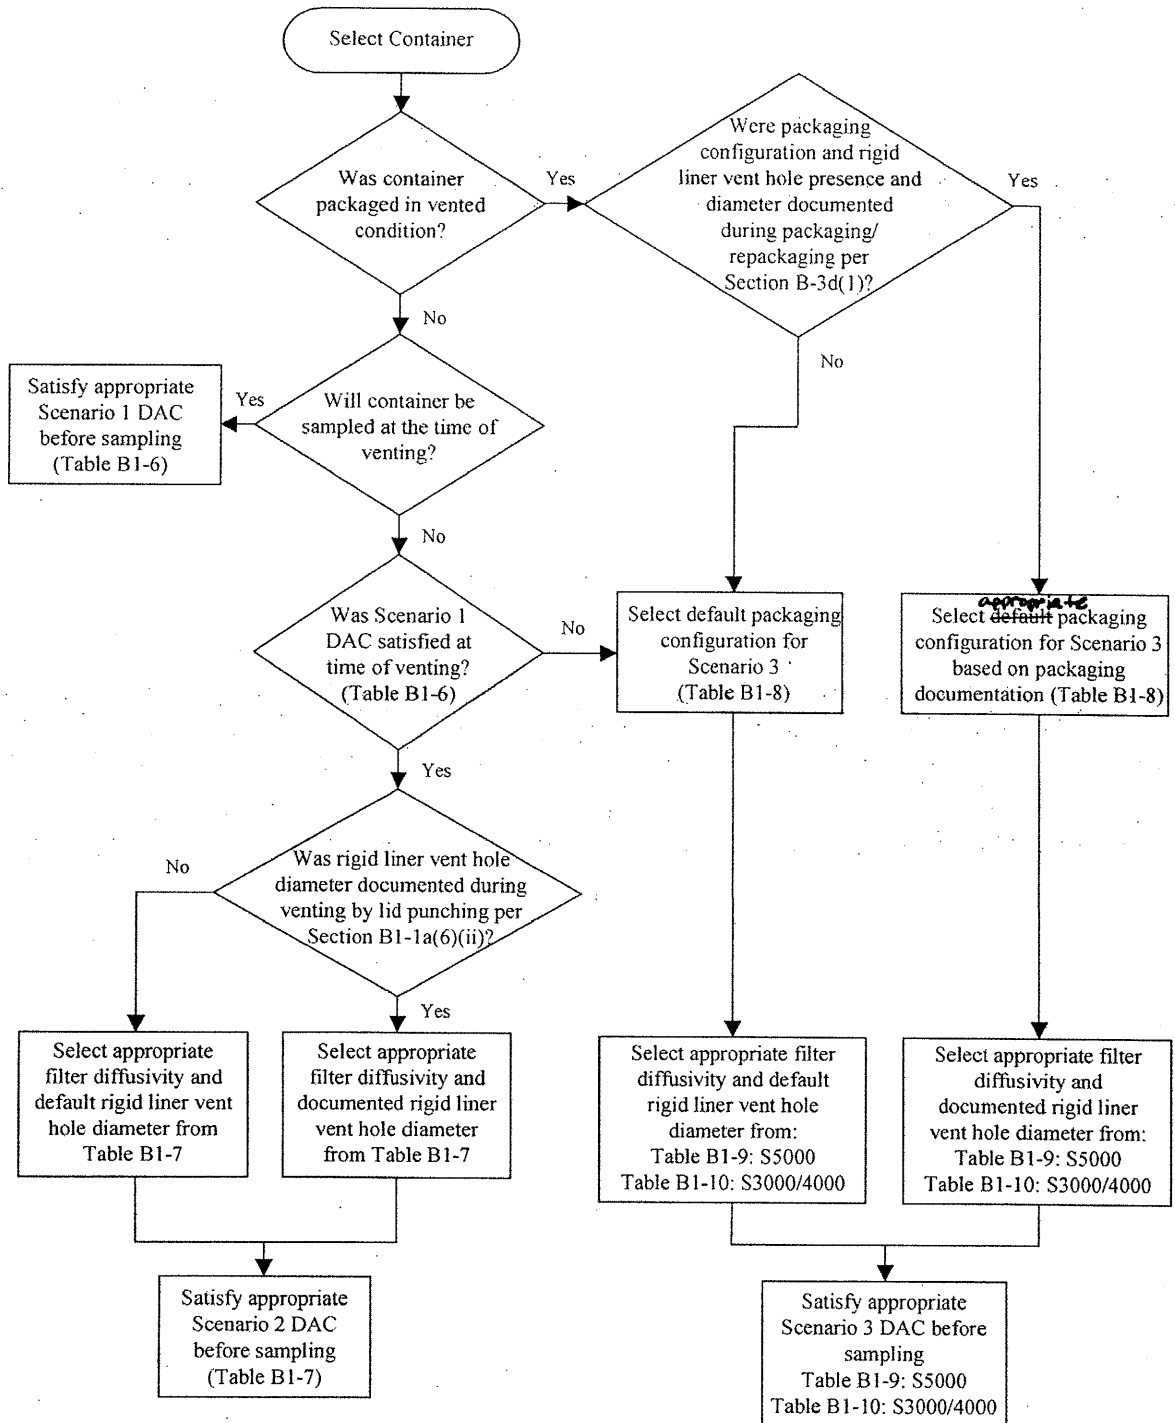 Select Container
Was container
packaged in vented
condition?
Yes
Were packaging
configuration and rigid
liner vent hole presence and
diameter documented
during packaging/
repackaging per
Section B-3d(1)?
Yes
No
No
Will container be
sampled at the time of
venting?
Yes
Satisfy appropriate
Scenario 1 DAC
before sampling
(Table B1-6)
No
Was Scenario 1
DAC satisfied at
time of venting?
(Table B1-6)
No
Select default packaging
configuration for
Scenario 3
(Table B1-8)
appropriate
Select default packaging
configuration for Scenario 3
based on packaging
documentation (Table B1-8)
Yes
Was rigid liner vent hole
diameter documented during
venting by lid punching per
Section B1-1a(6)(ii)?
No
Yes
Select appropriate
filter diffusivity and
default rigid liner vent
hole diameter from
Table B1-7
Select appropriate
filter diffusivity and
documented rigid liner
vent hole diameter
from Table B1-7
Select appropriate filter
diffusivity and default
rigid liner vent hole
diameter from:
Table B1-9: S5000
Table B1-10: S3000/4000
Select appropriate filter
diffusivity and
documented rigid liner
vent hole diameter from:
Table B1-9: S5000
Table B1-10: S3000/4000
Satisfy appropriate
Scenario 2 DAC
before sampling
(Table B1-7)
Satisfy appropriate
Scenario 3 DAC before
sampling
Table B1-9: S5000
Table B1-10: S3000/4000